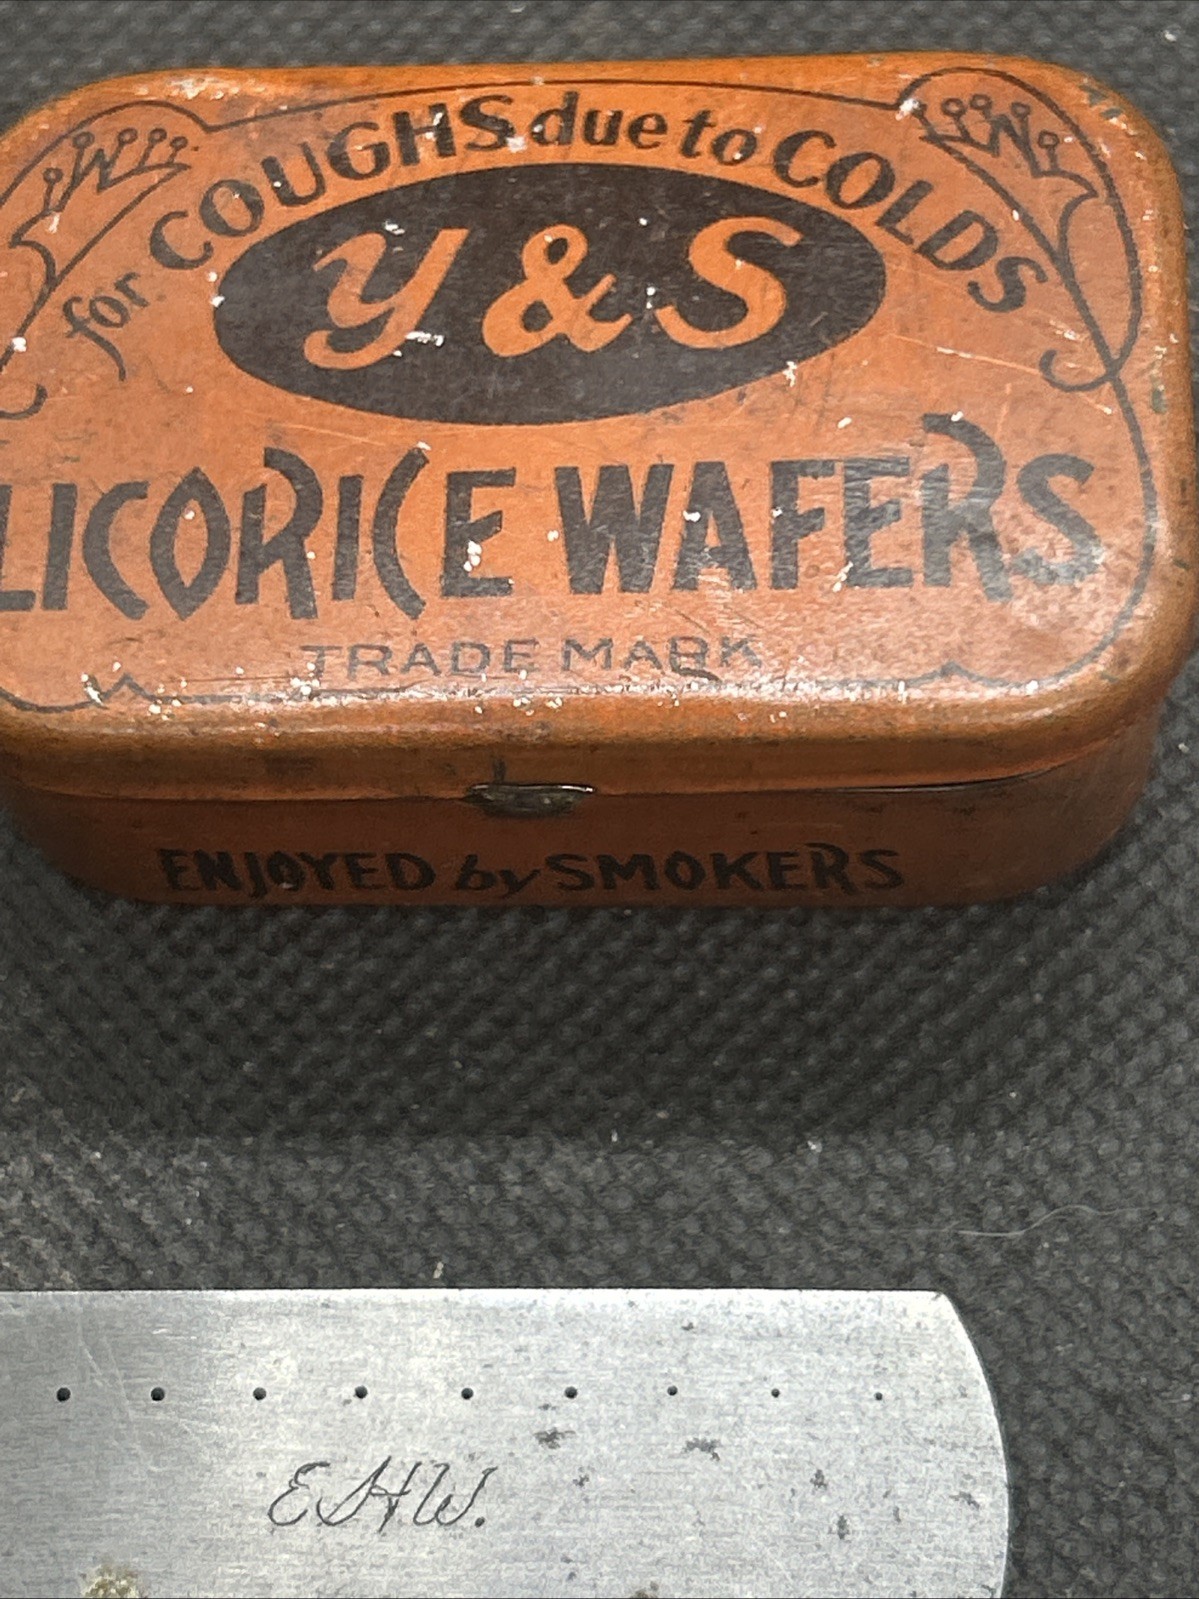 for COUGHS due to COLDS
Y & S
LICORICE WAFERS
TRADE MARK
ENJOYED by SMOKERS
EHW.